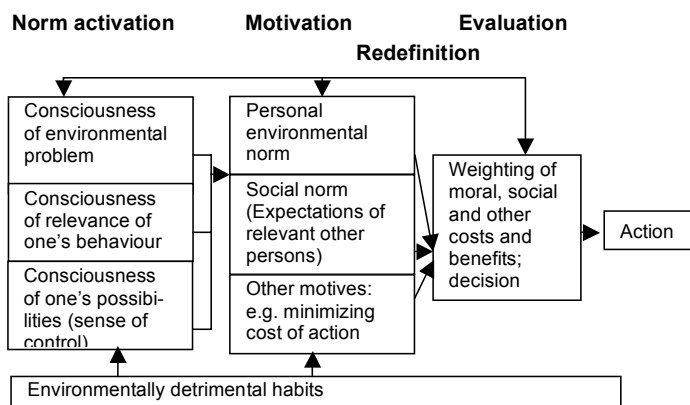 Norm activation
Motivation
Evaluation
Redefinition
Consciousness
of environmental
problem
Consciousness
of relevance of
one's behaviour
Consciousness
of one's possibi-
lities (sense of
control)
Personal
environmental
norm
Social norm
(Expectations of
relevant other
persons)
Other motives:
e.g. minimizing
cost of action
Weighting of
moral, social
and other
costs and
benefits;
decision
Action
Environmentally detrimental habits